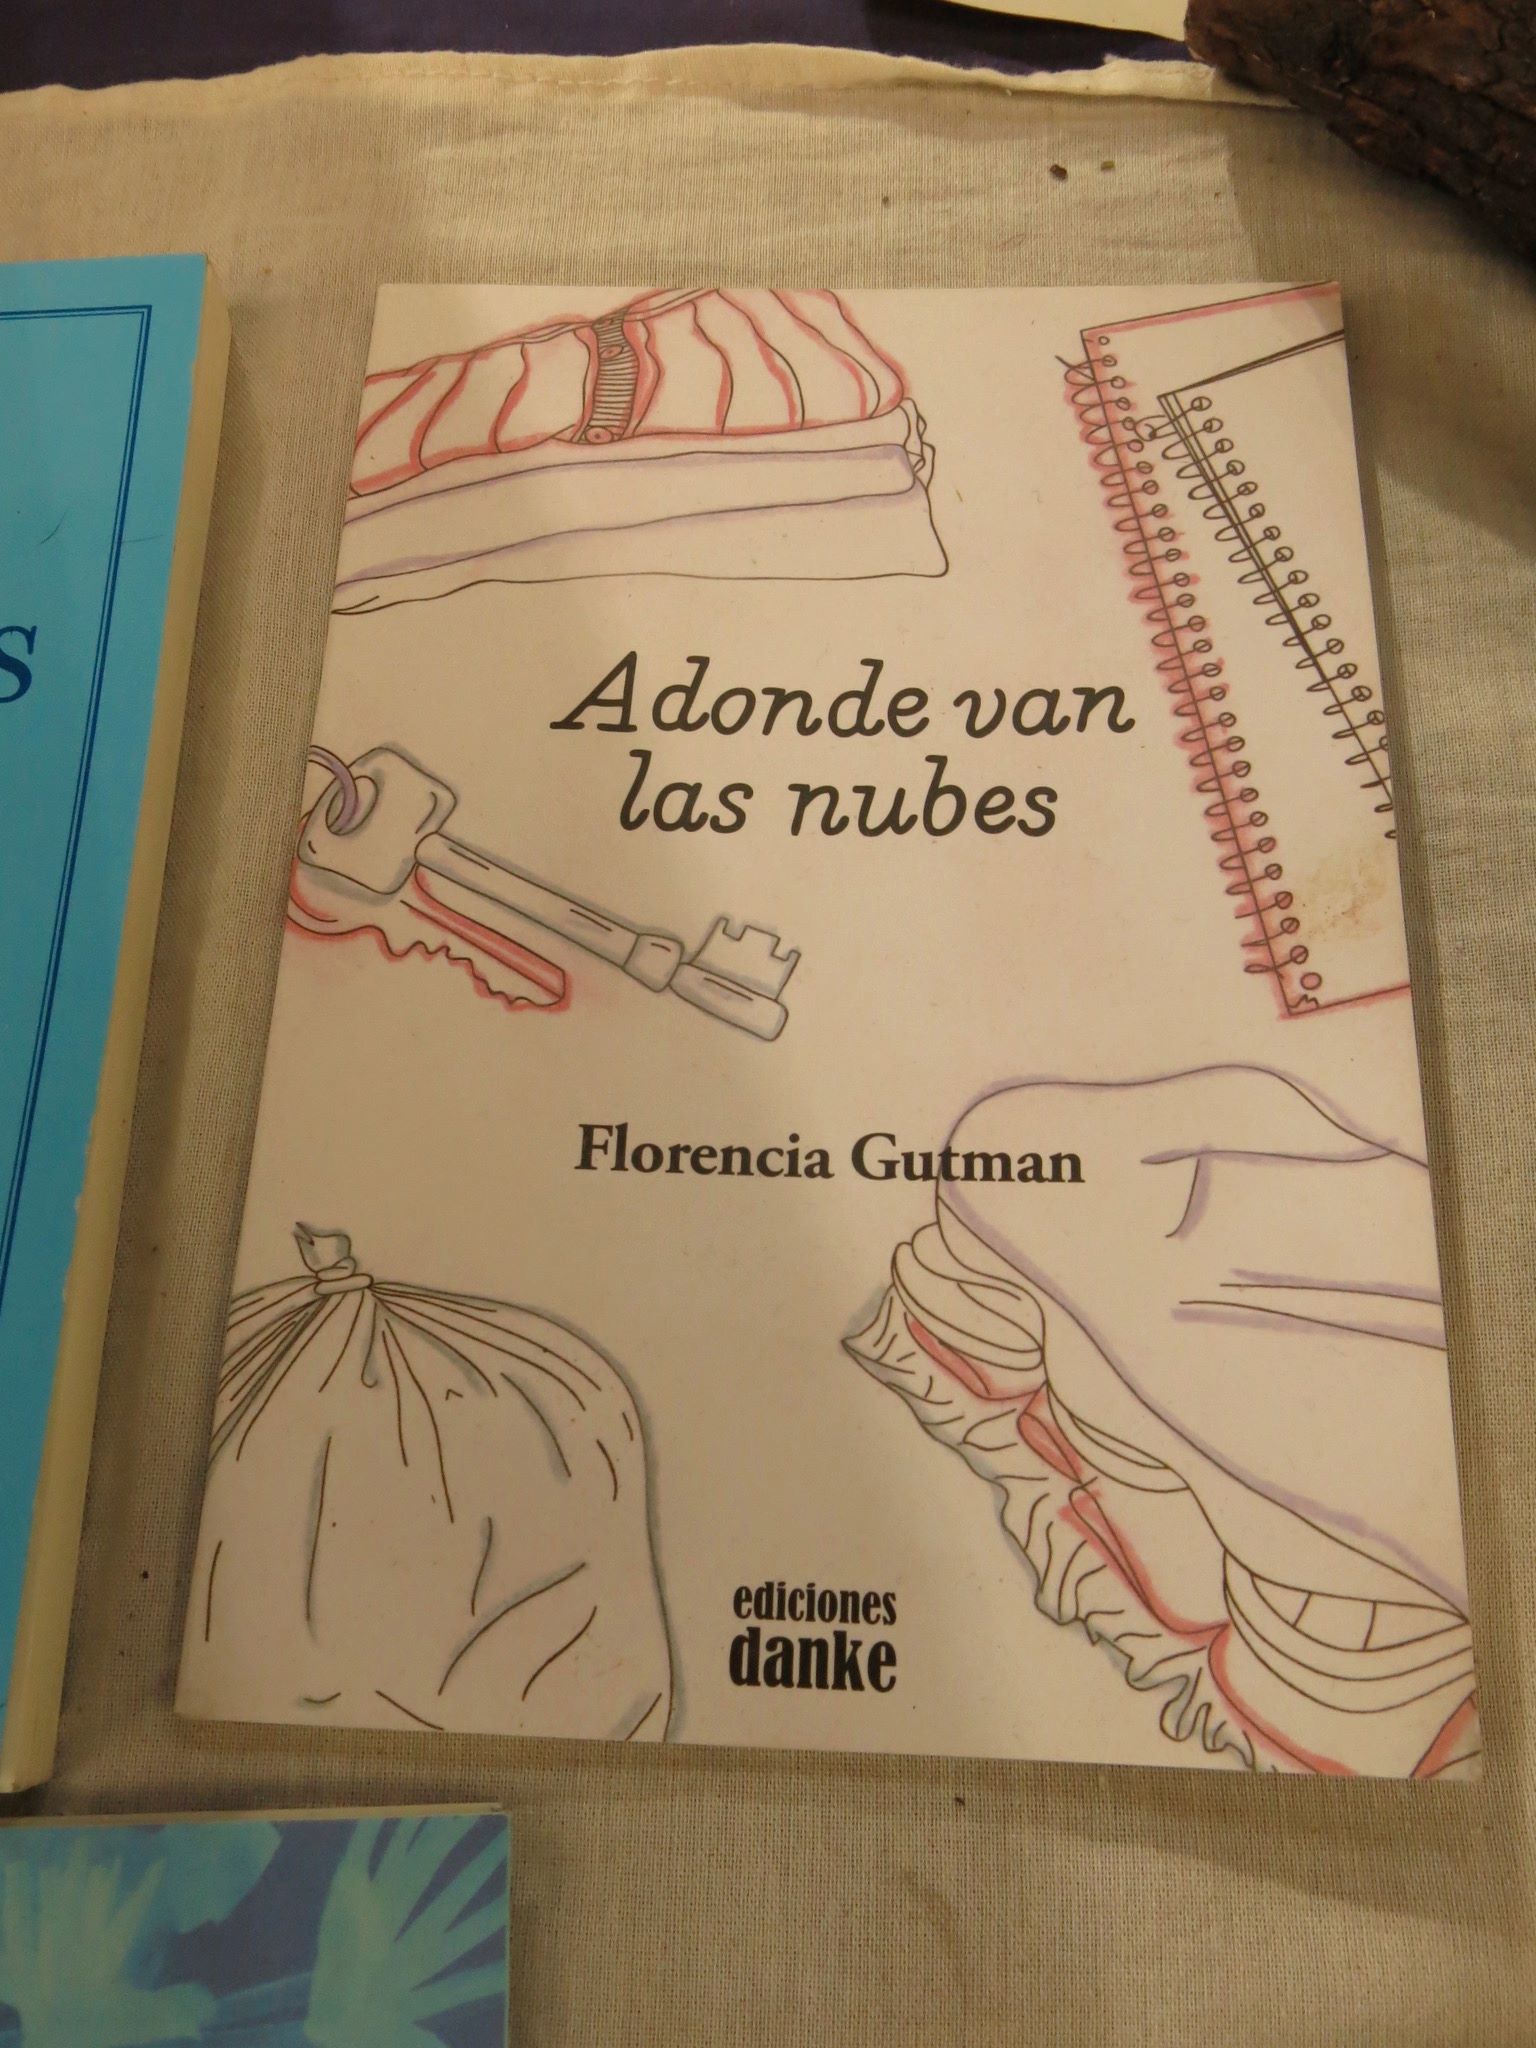 Adonde van
las nubes
Florencia Gutman
ediciones
danke